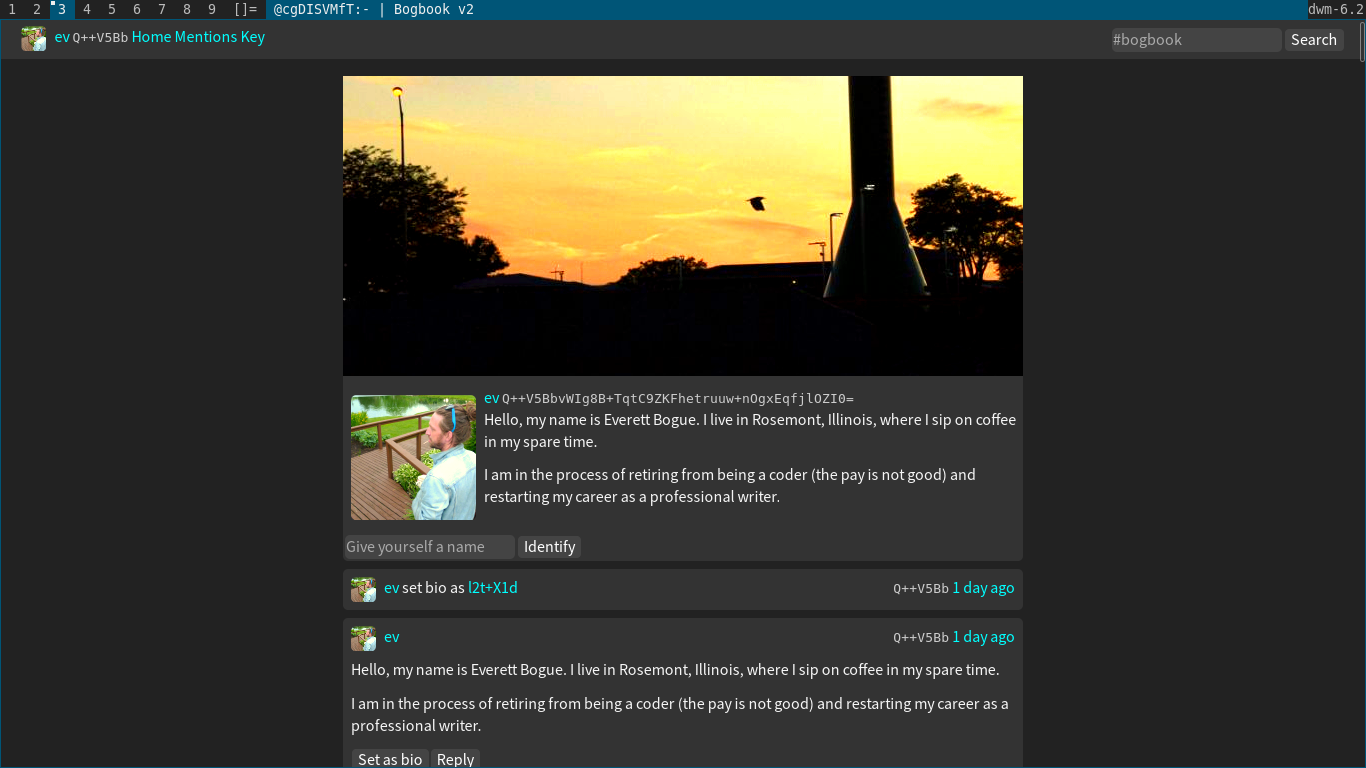 1 2 3 4 5 6 7 8 9 []= @cgDISVMfT:- | Bogbook v2 dwm-6.2
ev Q++V5Bb Home Mentions Key #bogbook Search
ev Q++V5BbvWIg8B+TqtC9ZKFhetruuw+nOgxEqfjlOZI0=
Hello, my name is Everett Bogue. I live in Rosemont, Illinois, where I sip on coffee
in my spare time.
I am in the process of retiring from being a coder (the pay is not good) and
restarting my career as a professional writer.
Give yourself a name Identify
ev set bio as l2t+X1d Q++V5Bb 1 day ago
ev Q++V5Bb 1 day ago
Hello, my name is Everett Bogue. I live in Rosemont, Illinois, where I sip on coffee in my spare time.
I am in the process of retiring from being a coder (the pay is not good) and restarting my career as a
professional writer.
Set as bio Reply